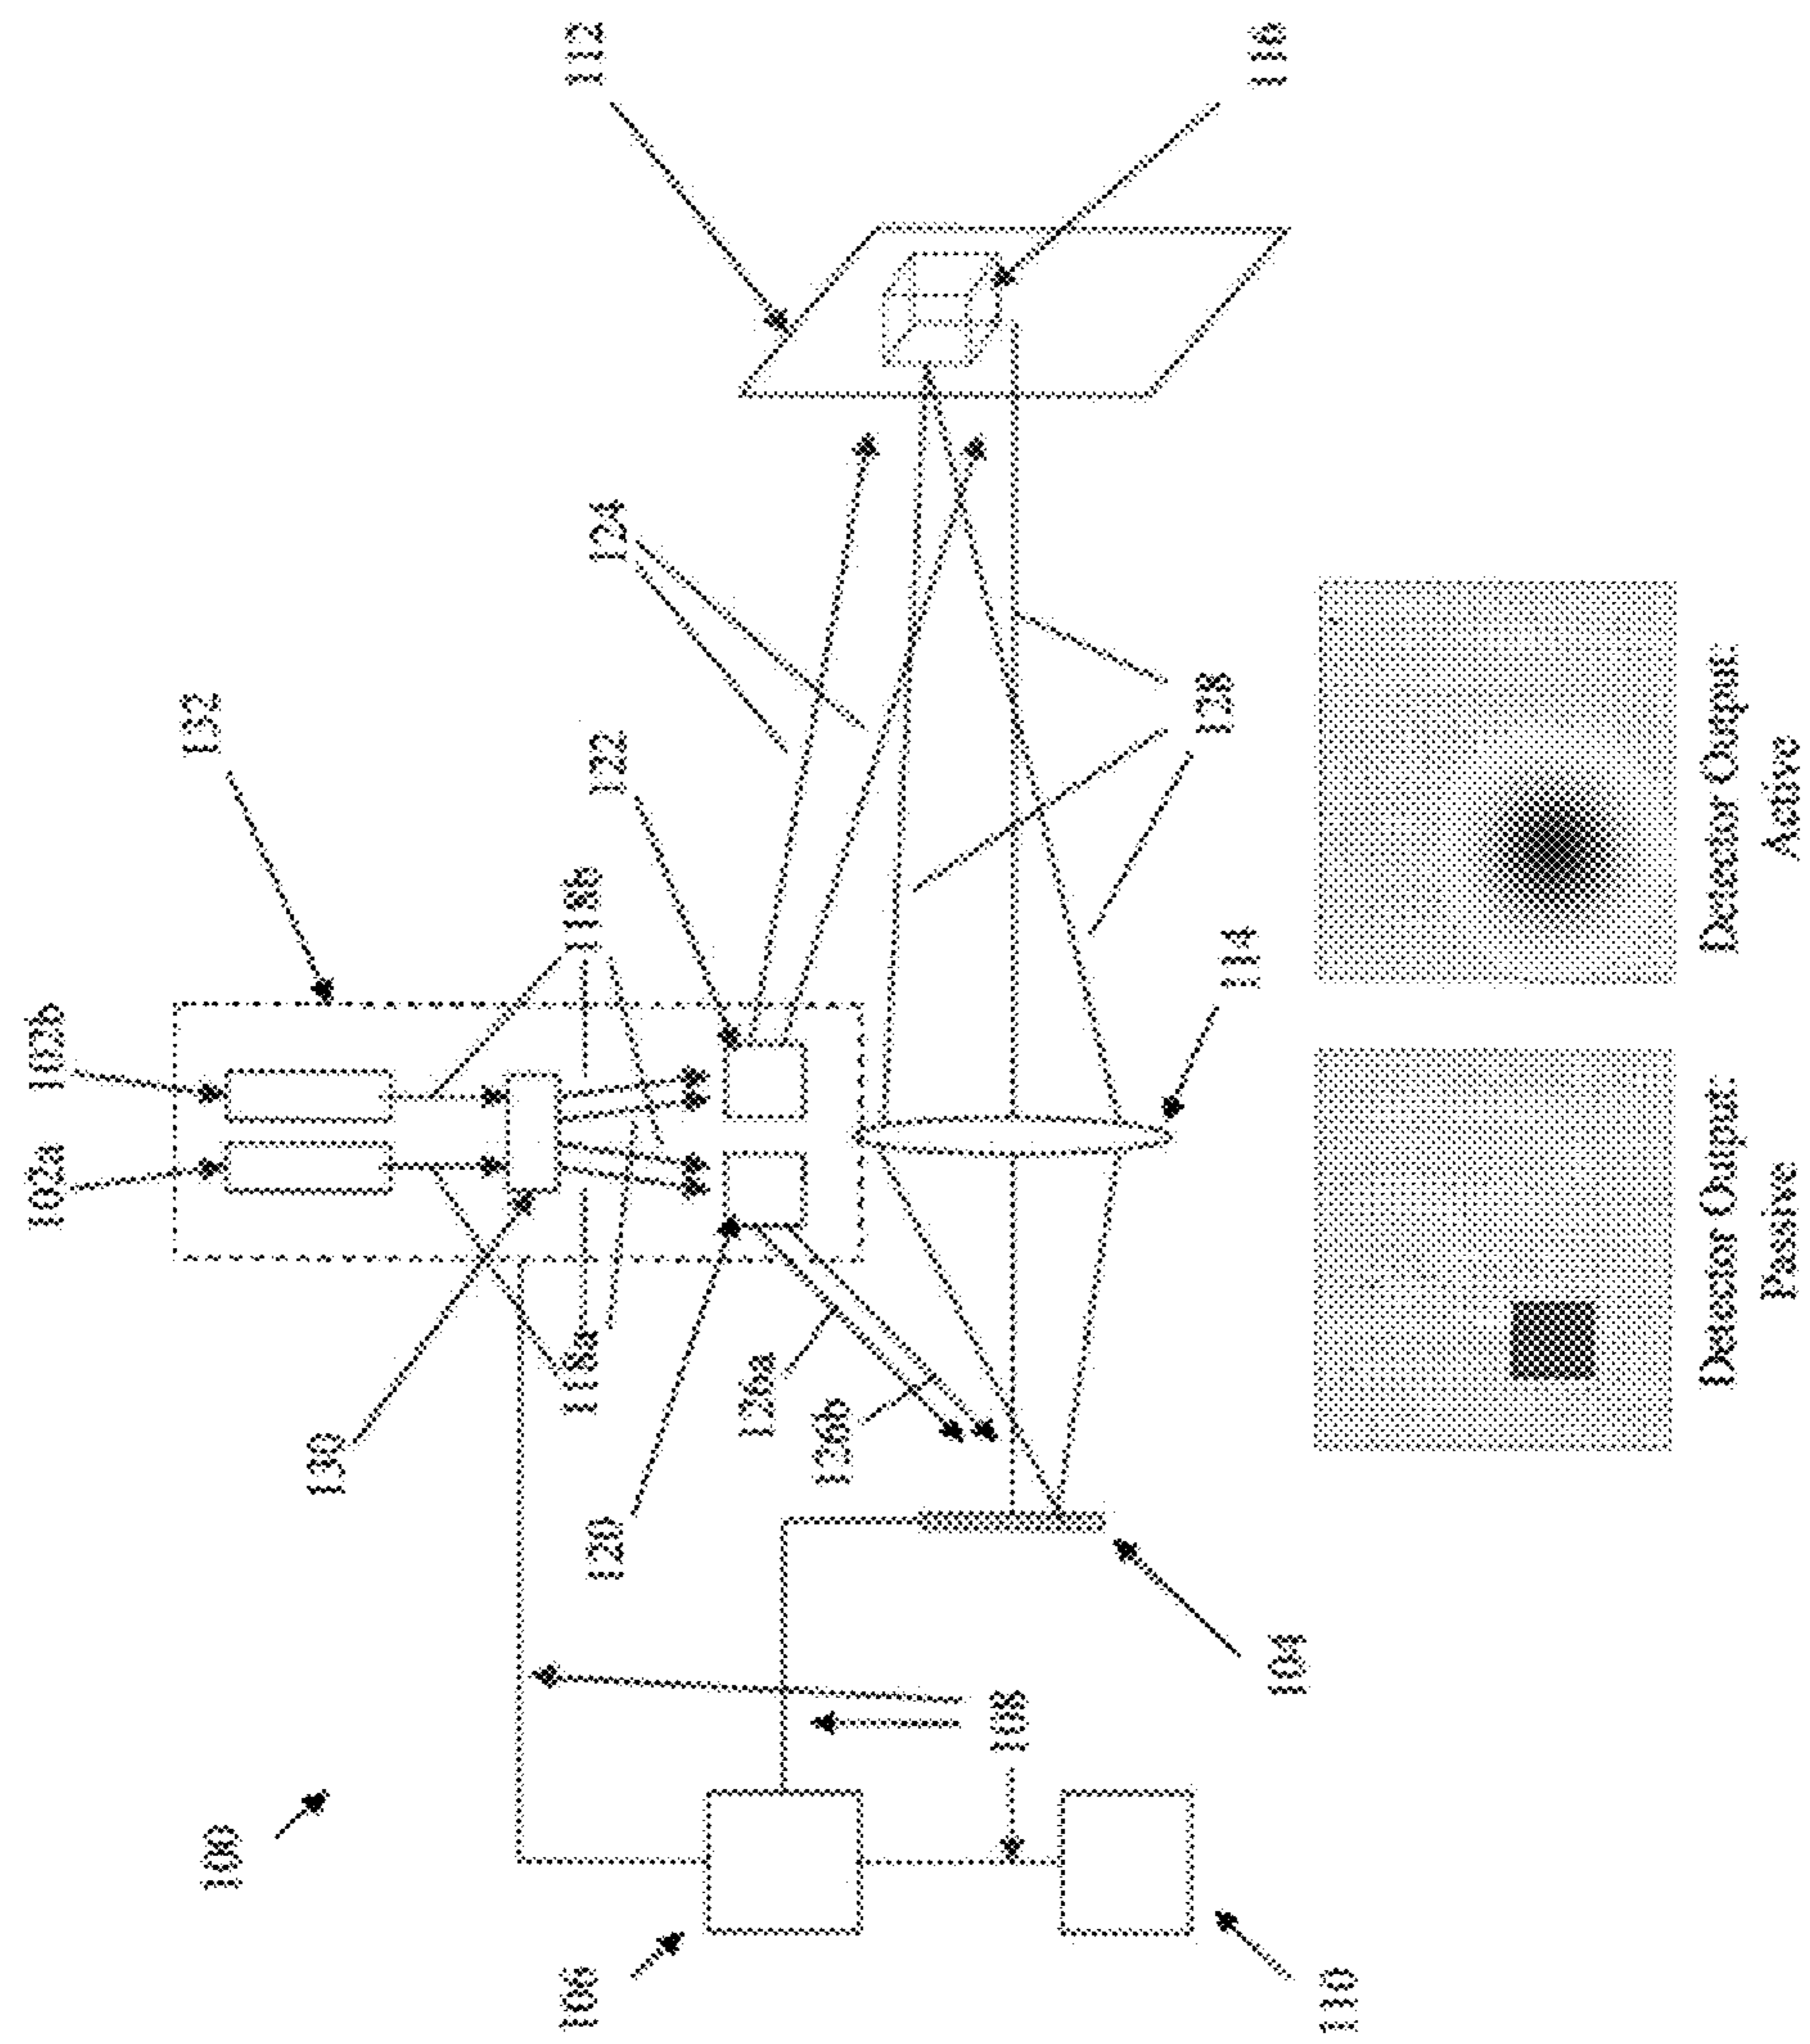 102a
102b
132
100
130
106
118a
118b
112
120
122
124
126a
126b
108
128
114
116
104
110
Detector Output:
Passive
Detector Output:
Active